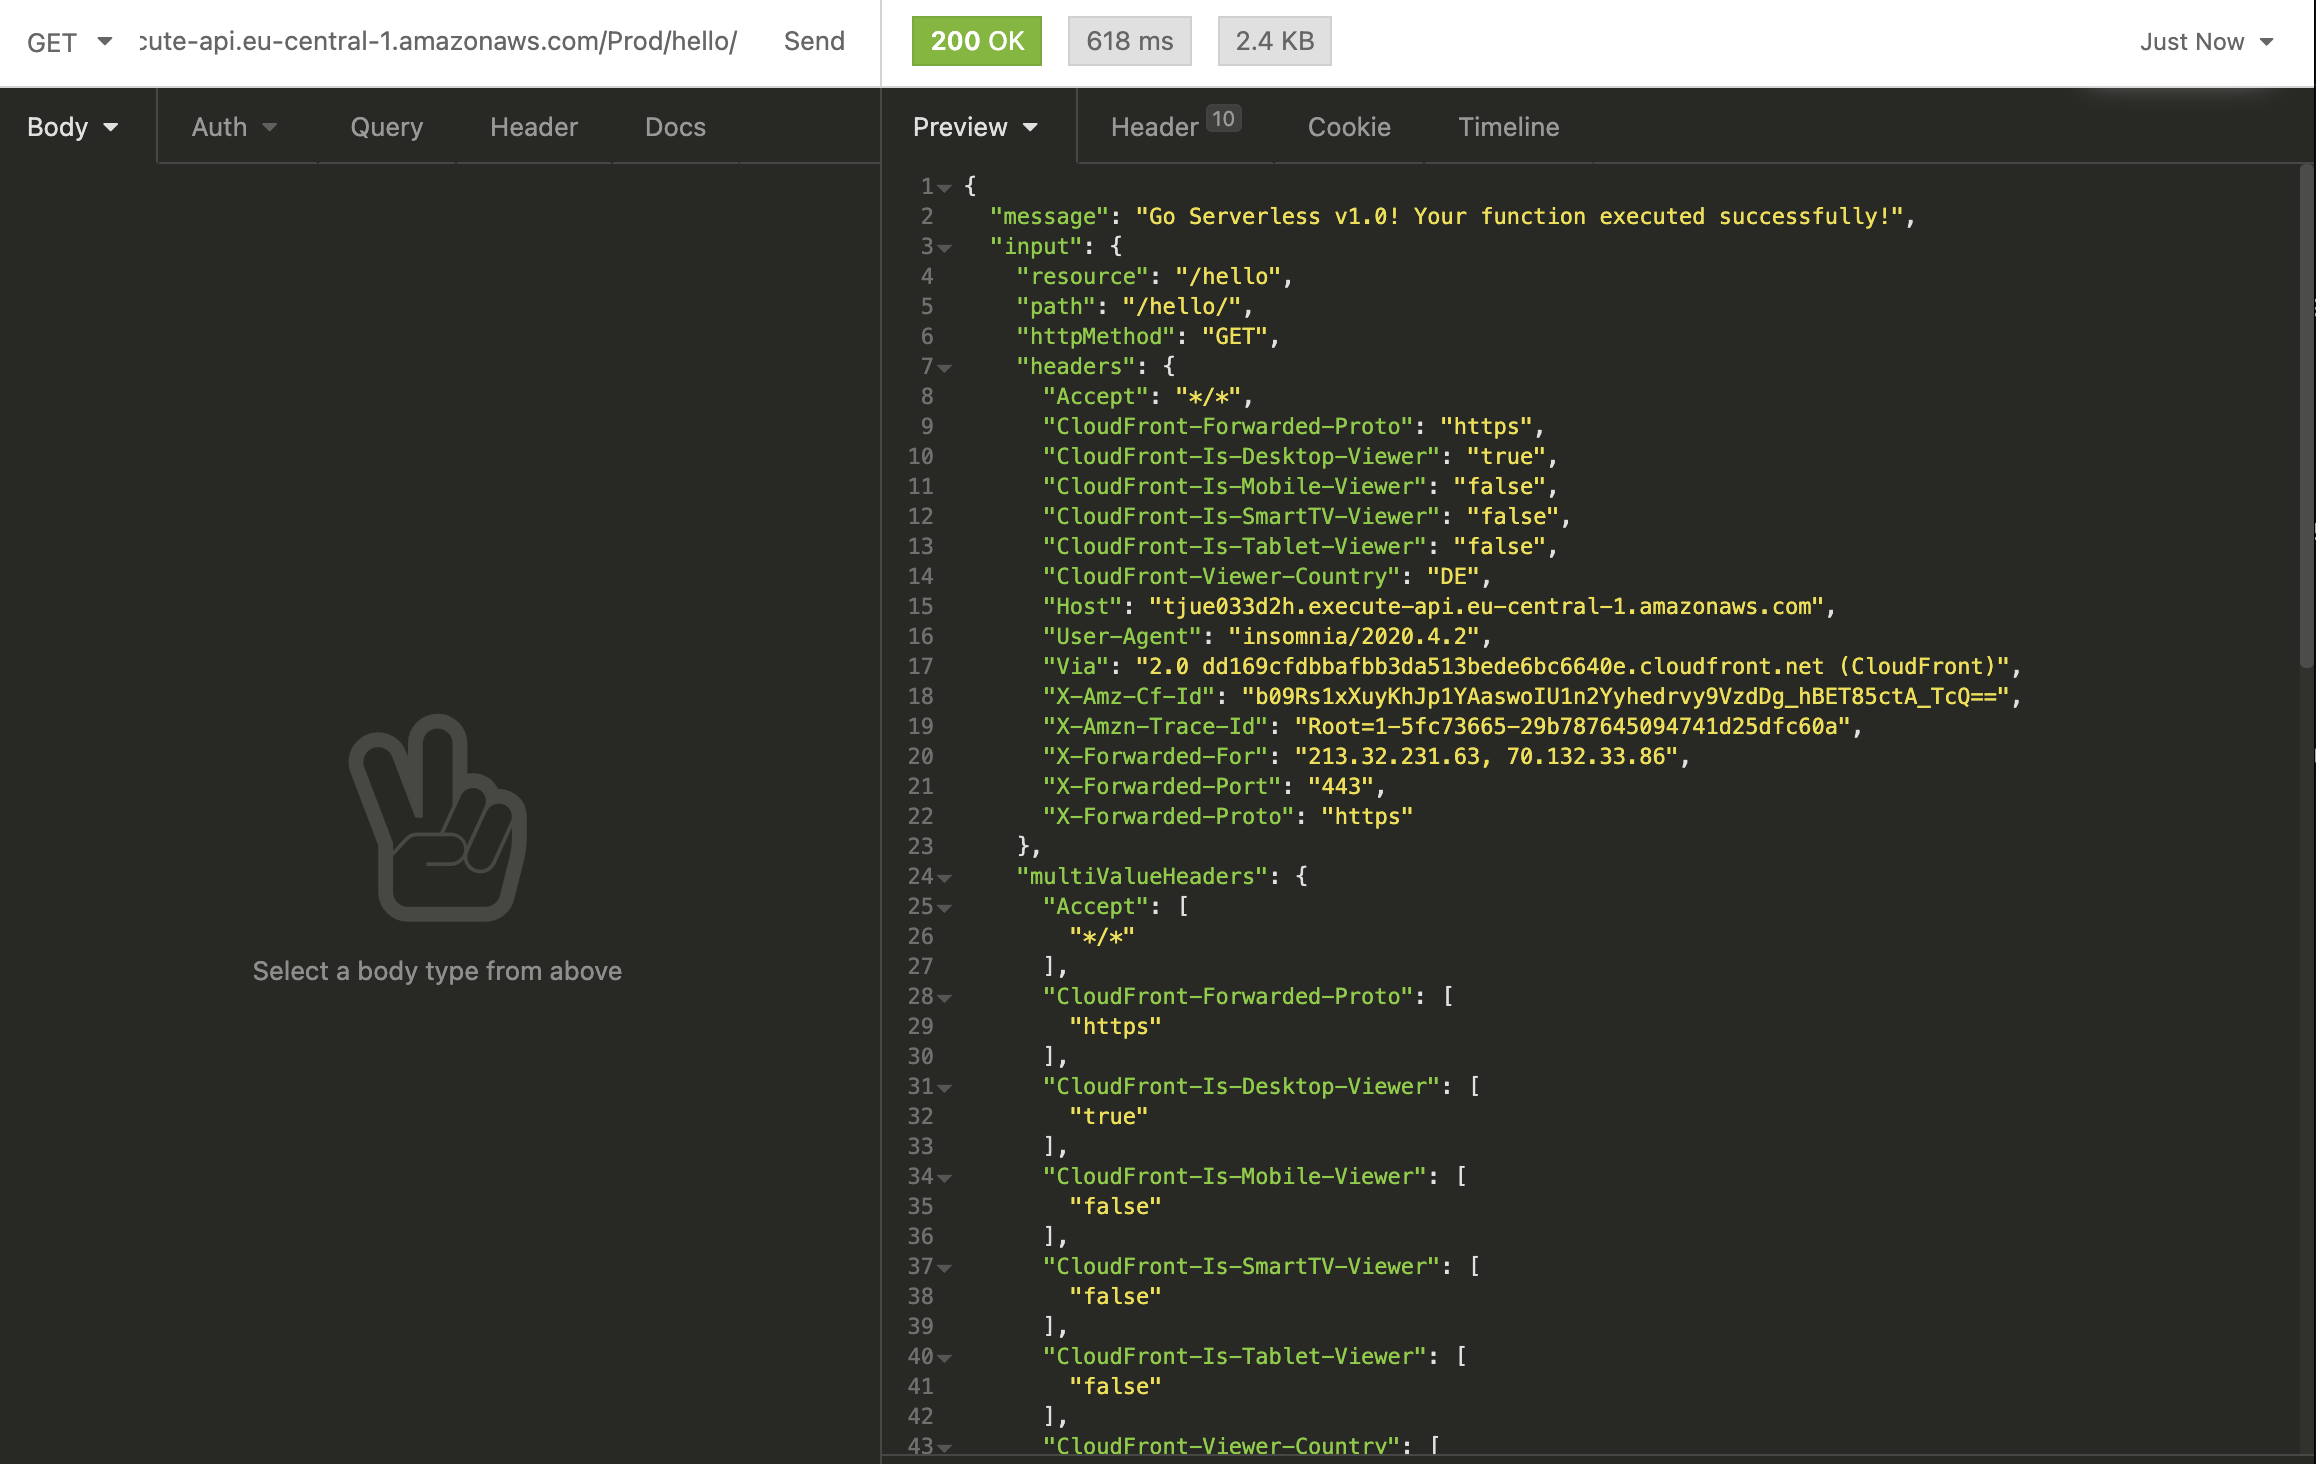 GET cute-api.eu-central-1.amazonaws.com/Prod/hello/ Send
200 OK 618 ms 2.4 KB Just Now
Body Auth Query Header Docs
Preview Header 10 Cookie Timeline
Select a body type from above
1 {
2 "message": "Go Serverless v1.0! Your function executed successfully!",
3 "input": {
4 "resource": "/hello",
5 "path": "/hello/",
6 "httpMethod": "GET",
7 "headers": {
8 "Accept": "*/*",
9 "CloudFront-Forwarded-Proto": "https",
10 "CloudFront-Is-Desktop-Viewer": "true",
11 "CloudFront-Is-Mobile-Viewer": "false",
12 "CloudFront-Is-SmartTV-Viewer": "false",
13 "CloudFront-Is-Tablet-Viewer": "false",
14 "CloudFront-Viewer-Country": "DE",
15 "Host": "tjue033d2h.execute-api.eu-central-1.amazonaws.com",
16 "User-Agent": "insomnia/2020.4.2",
17 "Via": "2.0 dd169cfdbbafbb3da513bede6bc6640e.cloudfront.net (CloudFront)",
18 "X-Amz-Cf-Id": "b09Rs1xXuyKhJp1YAaswoIU1n2Yyhedrvy9VzdDg_hBET85ctA_TcQ==",
19 "X-Amzn-Trace-Id": "Root=1-5fc73665-29b787645094741d25dfc60a",
20 "X-Forwarded-For": "213.32.231.63, 70.132.33.86",
21 "X-Forwarded-Port": "443",
22 "X-Forwarded-Proto": "https"
23 },
24 "multiValueHeaders": {
25 "Accept": [
26 "*/*"
27 ],
28 "CloudFront-Forwarded-Proto": [
29 "https"
30 ],
31 "CloudFront-Is-Desktop-Viewer": [
32 "true"
33 ],
34 "CloudFront-Is-Mobile-Viewer": [
35 "false"
36 ],
37 "CloudFront-Is-SmartTV-Viewer": [
38 "false"
39 ],
40 "CloudFront-Is-Tablet-Viewer": [
41 "false"
42 ],
43 "CloudFront-Viewer-Country": [